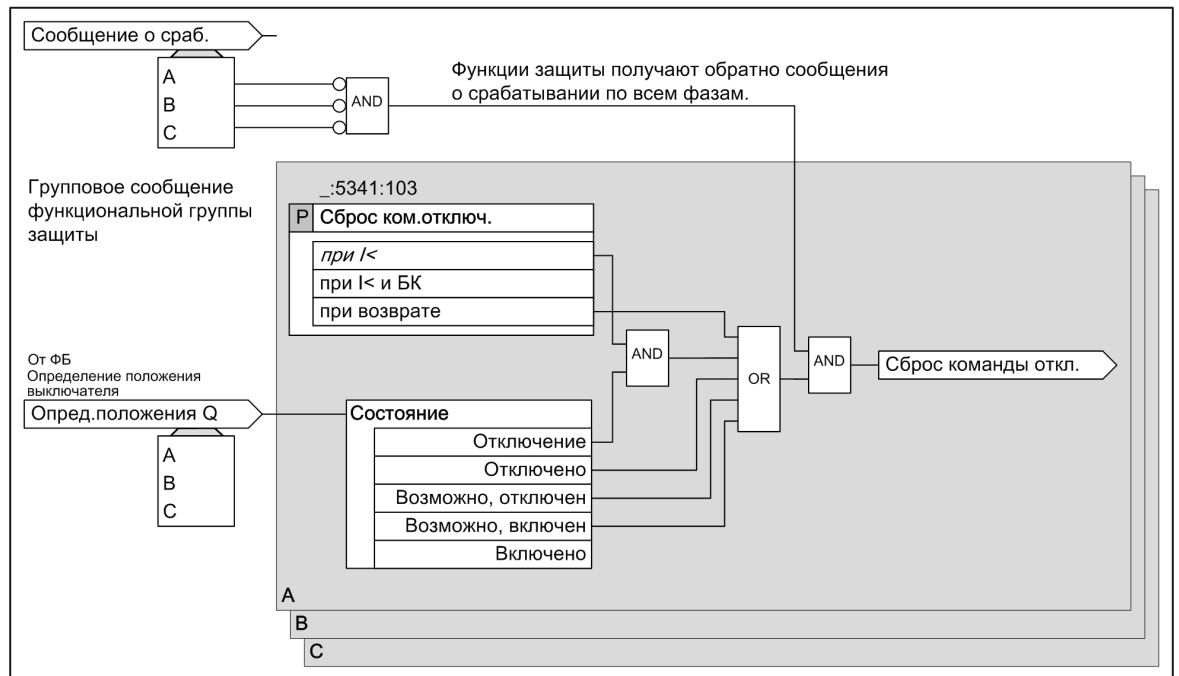 Сообщение о сраб.
A
B
C
AND
Функции защиты получают обратно сообщения
о срабатывании по всем фазам.
Групповое сообщение
функциональной группы
защиты
_:5341:103
P Сброс ком.отключ.
при I<
при I< и БК
при возврате
AND
OR
AND
Сброс команды откл.
От ФБ
Определение положения
выключателя
Опред.положения Q
A
B
C
Состояние
Отключение
Отключено
Возможно, отключен
Возможно, включен
Включено
A
B
C